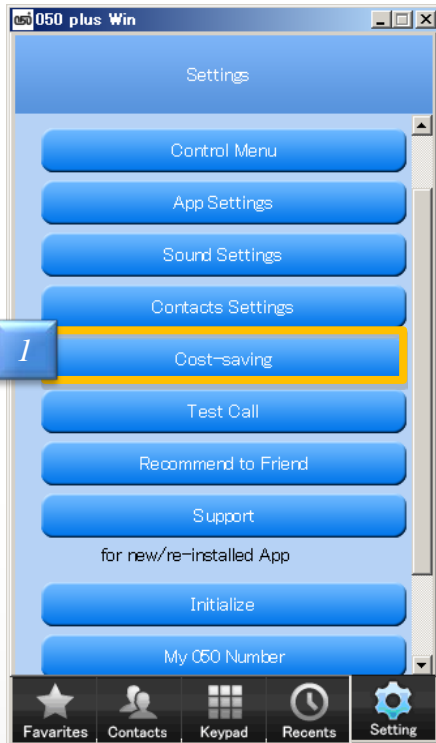 050 050 plus Win
Settings
Control Menu
App Settings
Sound Settings
Contacts Settings
1
Cost-saving
Test Call
Recommend to Friend
Support
for new/re-installed App
Initialize
My 050 Number
Favarites Contacts Keypad Recents Setting